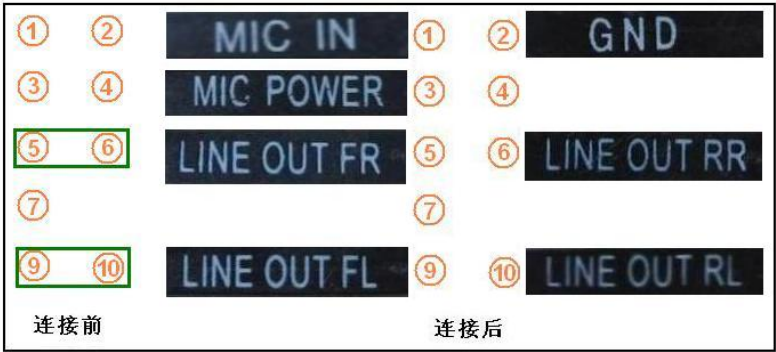 ① ② MIC IN ① ② GND
③ ④ MIC POWER ③ ④
⑤ ⑥ LINE OUT FR ⑤ ⑥ LINE OUT RR
⑦ ⑦
⑨ ⑩ LINE OUT FL ⑨ ⑩ LINE OUT RL
连接前 连接后